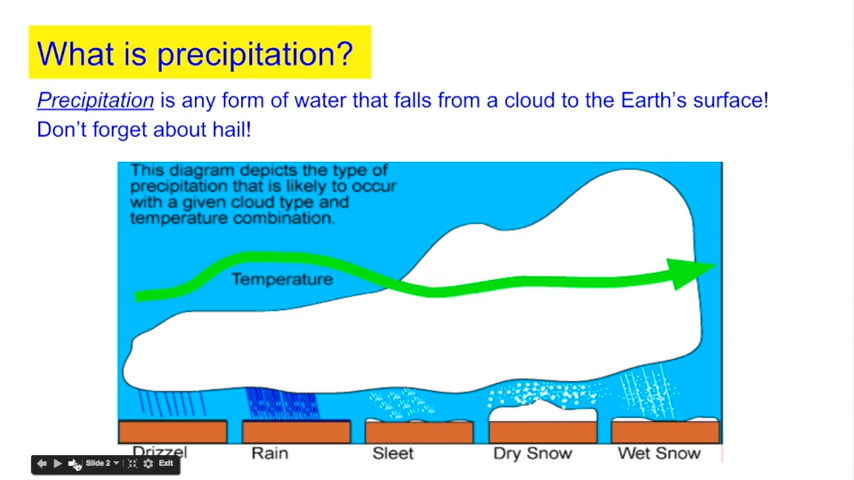 What is precipitation?
Precipitation is any form of water that falls from a cloud to the Earth's surface!
Don't forget about hail!
This diagram depicts the type of
precipitation that is likely to occur
with a given cloud type and
temperature combination.
Temperature
Drizzel
Rain
Sleet
Dry Snow
Wet Snow
Slide 2
Exit